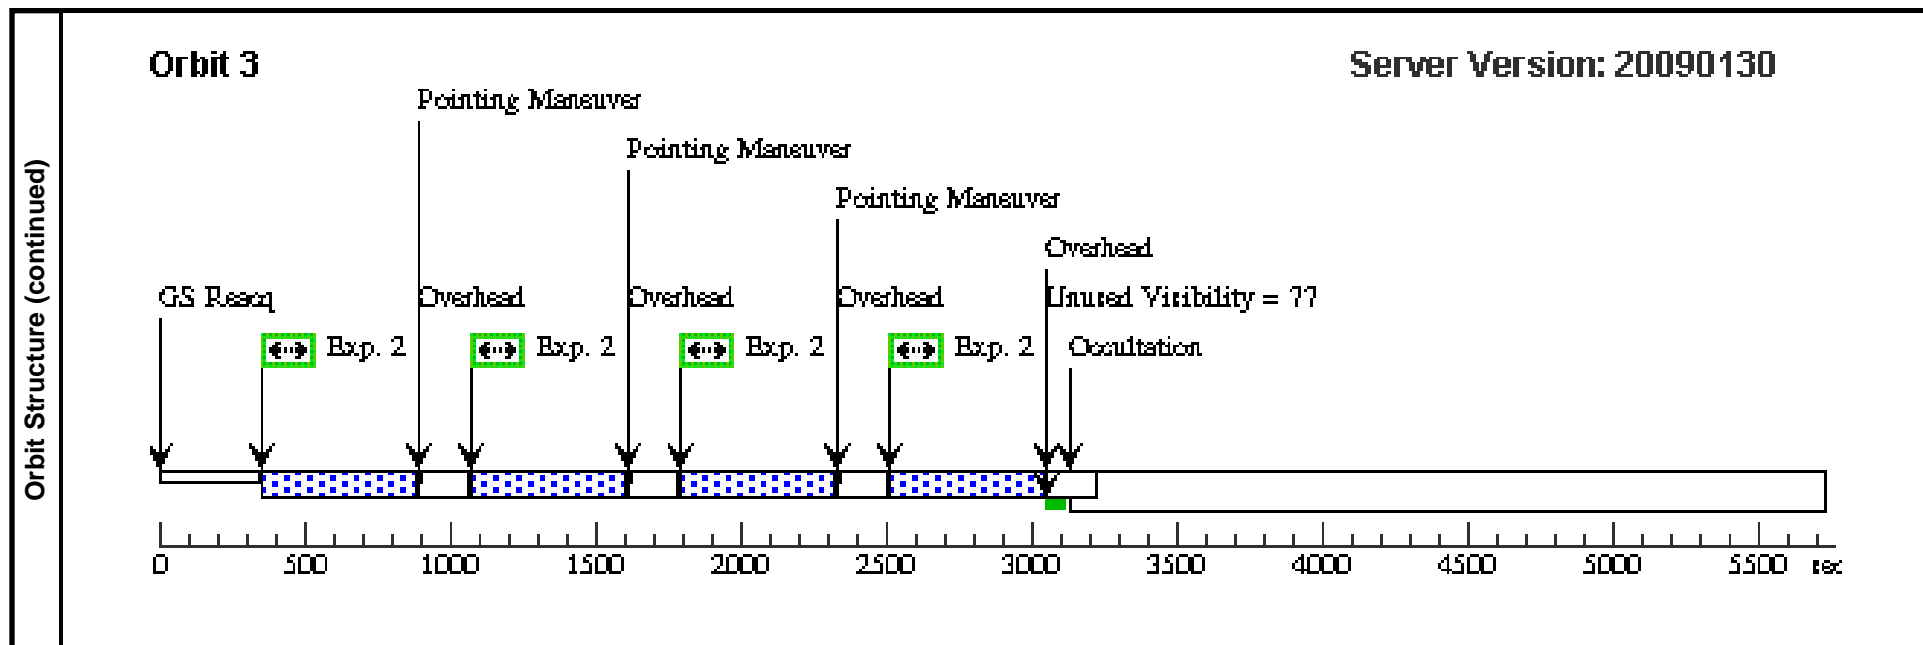 Orbit Structure (continued)
Orbit 3
Server Version: 20090130
Pointing Maneuver
Pointing Maneuver
Pointing Maneuver
Overhead
GS Reacq
Overhead
Overhead
Overhead
Unused Visibility = 77
Exp. 2
Exp. 2
Exp. 2
Exp. 2
Occultation
0 500 1000 1500 2000 2500 3000 3500 4000 4500 5000 5500 sec